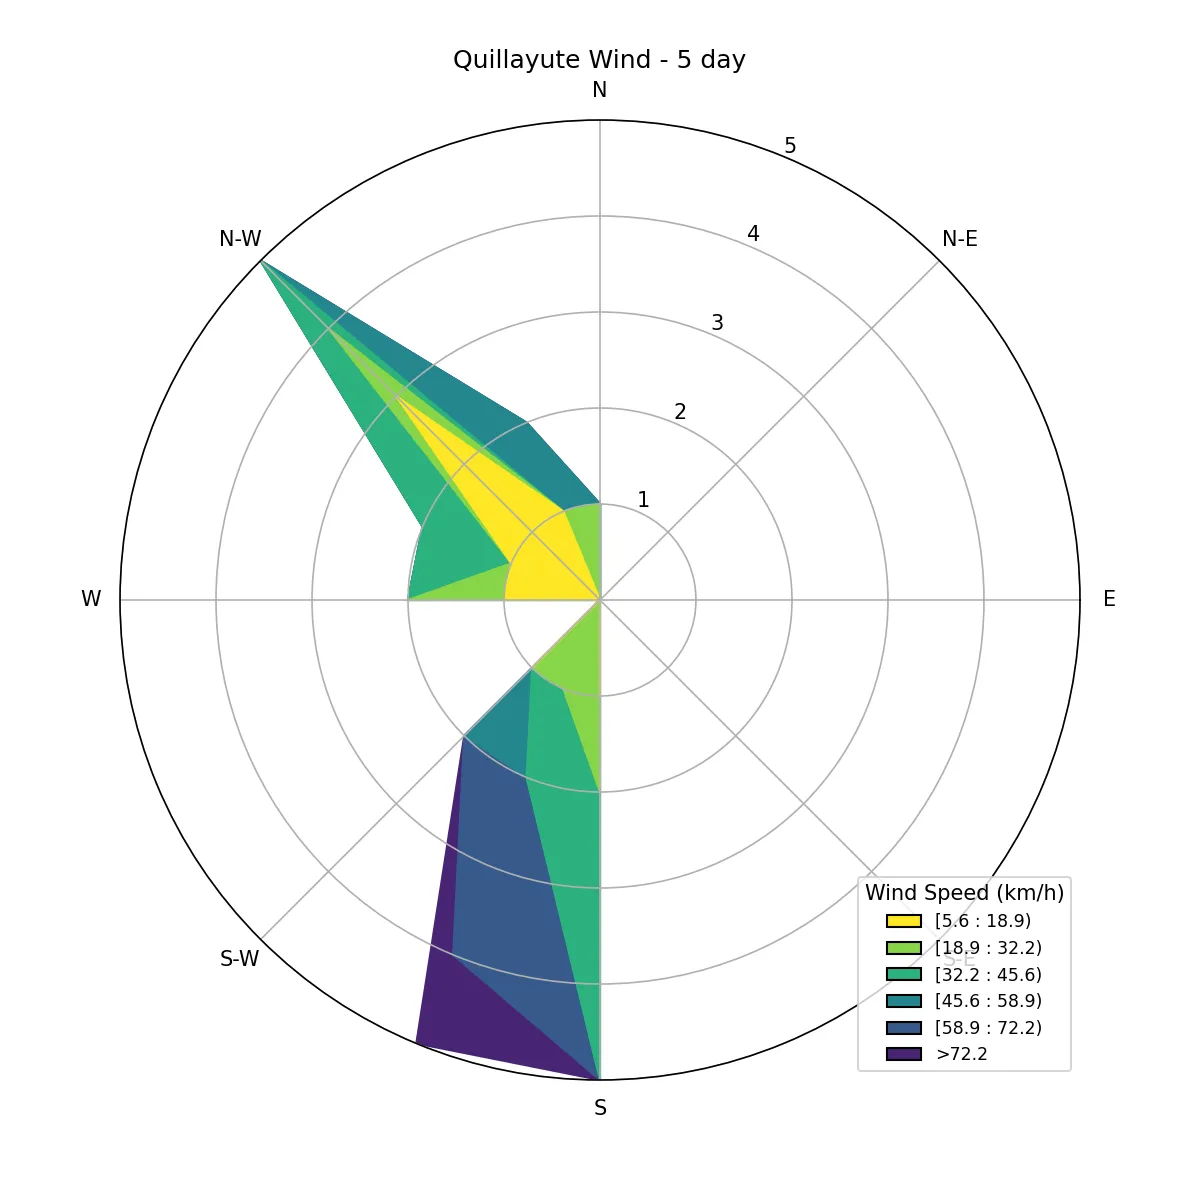 Quillayute Wind - 5 day
N
5
N-W
N-E
4
3
2
1
W
E
S-W
S-E
S
Wind Speed (km/h)
[5.6 : 18.9)
[18.9 : 32.2)
[32.2 : 45.6)
[45.6 : 58.9)
[58.9 : 72.2)
>72.2